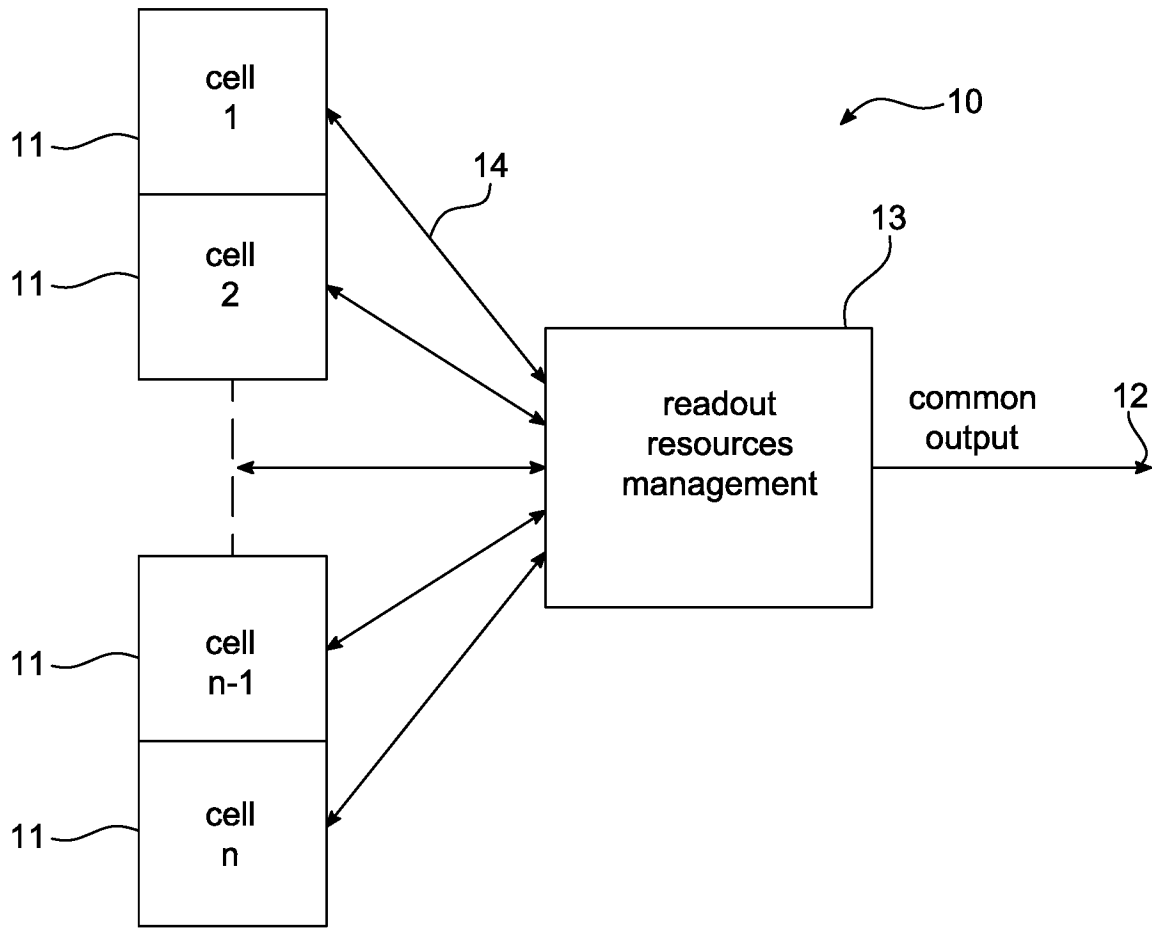 cell
1
10
11
14
cell
2
11
13
readout
resources
management
common
output
12
cell
n-1
11
cell
n
11